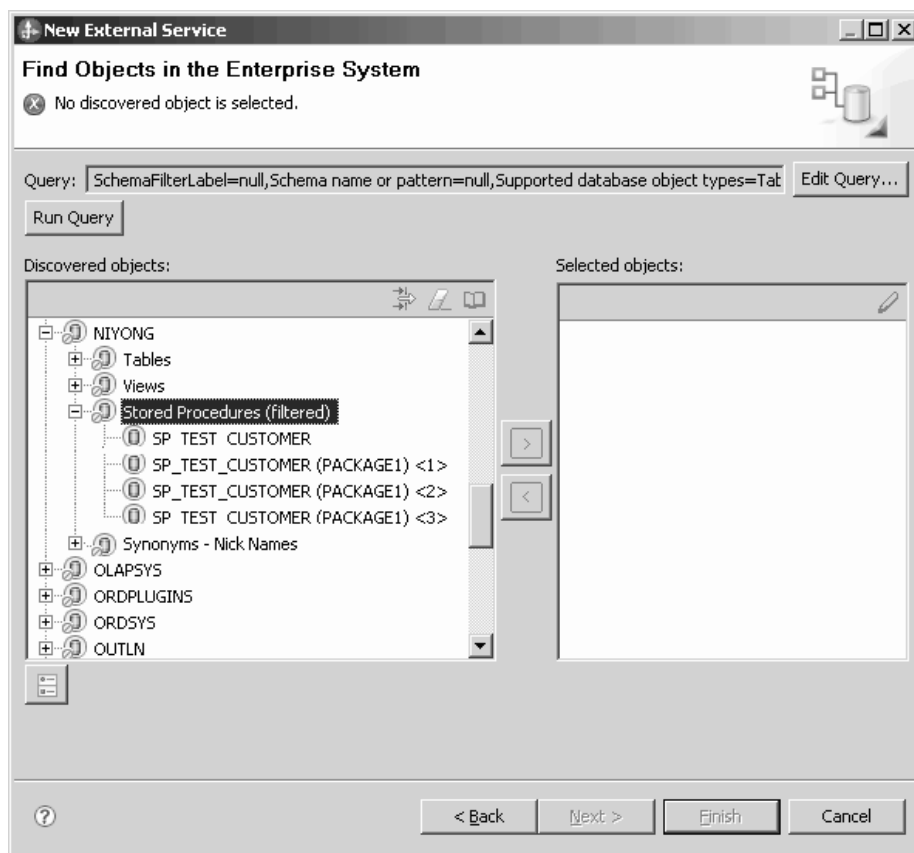 New External Service
Find Objects in the Enterprise System
No discovered object is selected.
Query: SchemaFilterLabel=null,Schema name or pattern=null,Supported database object types=Tab Edit Query...
Run Query
Discovered objects: Selected objects:
NIYONG
Tables
Views
Stored Procedures (filtered)
SP_TEST_CUSTOMER
SP_TEST_CUSTOMER (PACKAGE1) <1>
SP_TEST_CUSTOMER (PACKAGE1) <2>
SP_TEST_CUSTOMER (PACKAGE1) <3>
Synonyms - Nick Names
OLAPSYS
ORDPLUGINS
ORDSYS
OUTLN
>
<
? < Back Next > Finish Cancel